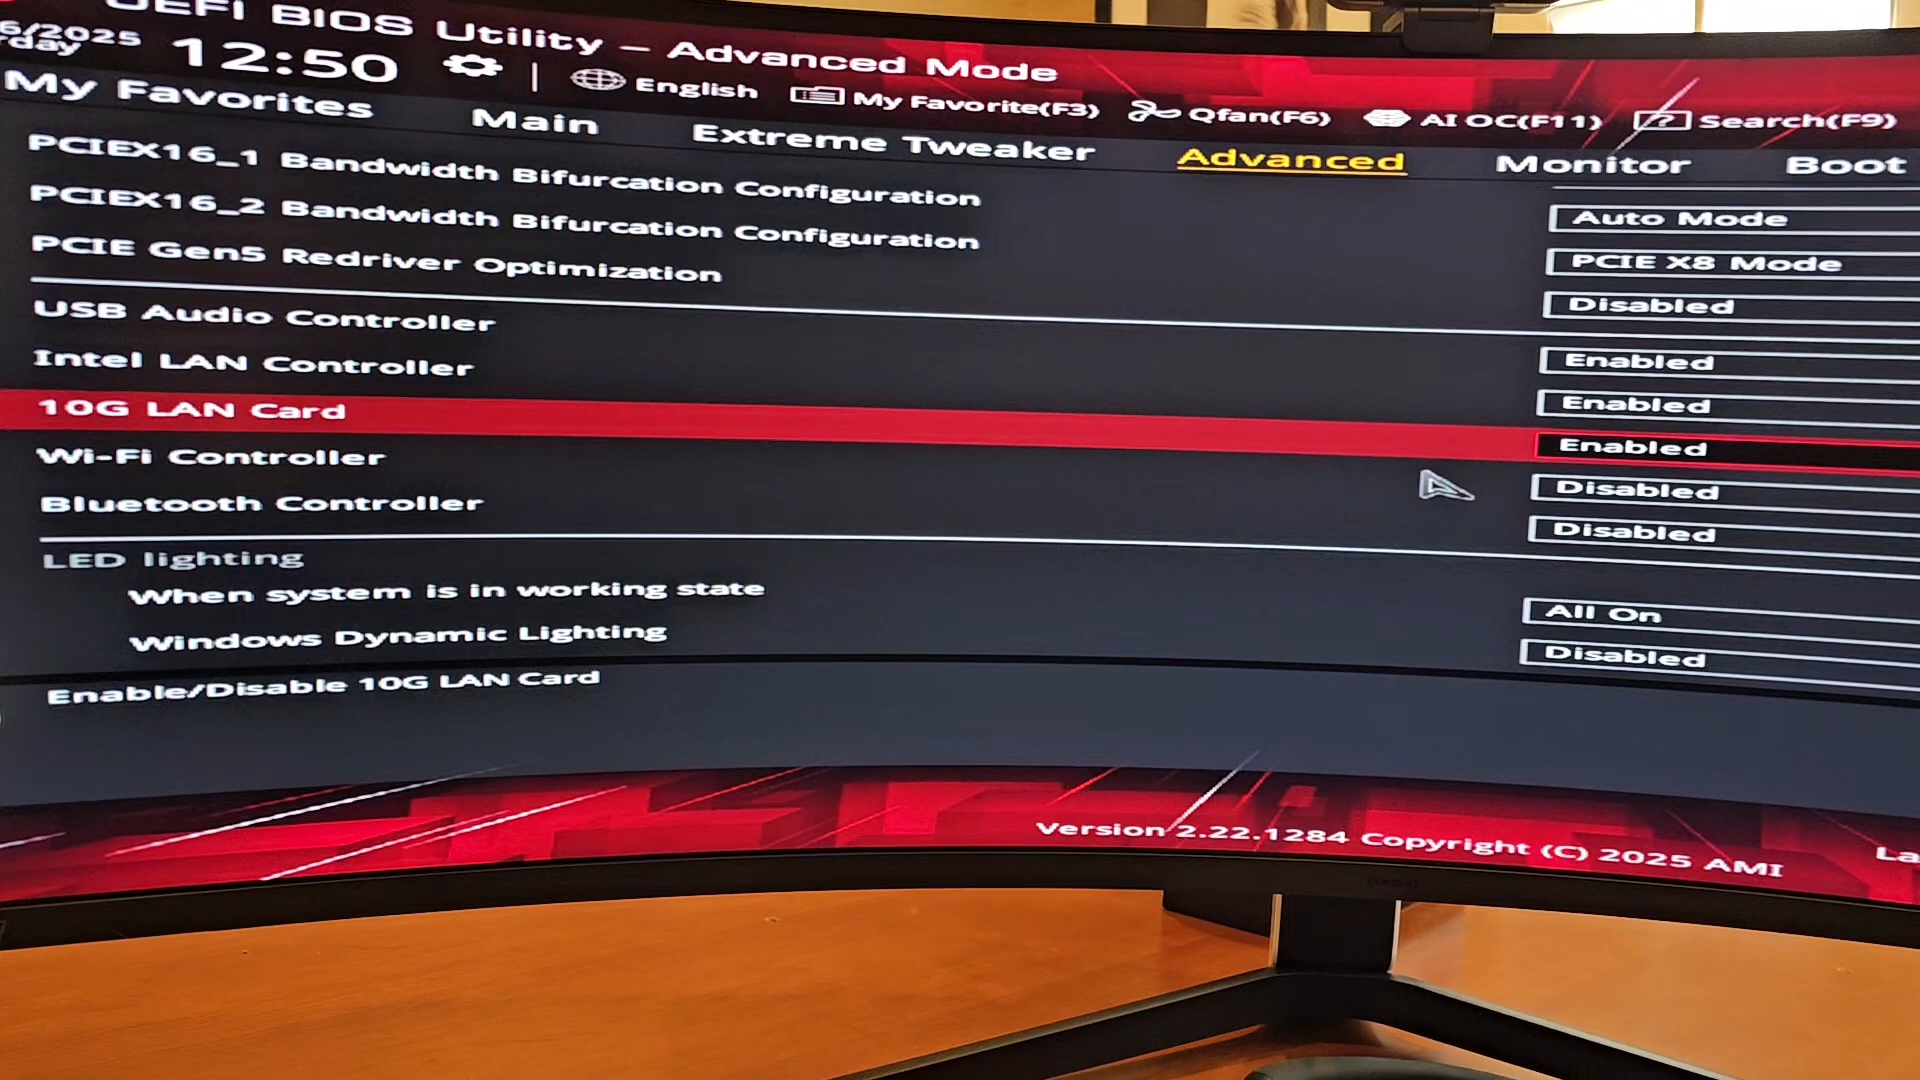 UEFI BIOS Utility – Advanced Mode
6/2025
rday
12:50
English
My Favorite(F3)
Qfan(F6)
AI OC(F11)
Search(F9)
My Favorites
Main
Extreme Tweaker
Advanced
Monitor
Boot
PCIEX16_1 Bandwidth Bifurcation Configuration
Auto Mode
PCIEX16_2 Bandwidth Bifurcation Configuration
PCIE X8 Mode
PCIE Gen5 Redriver Optimization
Disabled
USB Audio Controller
Enabled
Intel LAN Controller
Enabled
10G LAN Card
Enabled
Wi-Fi Controller
Disabled
Bluetooth Controller
Disabled
LED lighting
When system is in working state
All On
Windows Dynamic Lighting
Disabled
Enable/Disable 10G LAN Card
Version 2.22.1284 Copyright (C) 2025 AMI
La
SAMSUNG